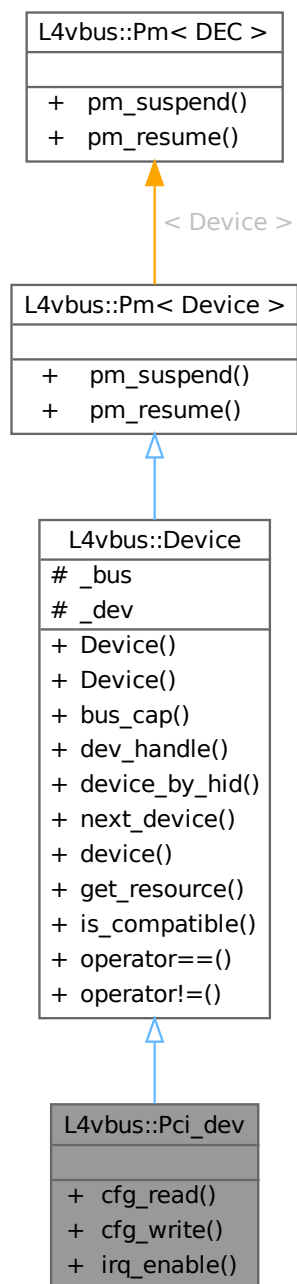 L4vbus::Pm< DEC >
+ pm_suspend()
+ pm_resume()
< Device >
L4vbus::Pm< Device >
+ pm_suspend()
+ pm_resume()
L4vbus::Device
# _bus
# _dev
+ Device()
+ Device()
+ bus_cap()
+ dev_handle()
+ device_by_hid()
+ next_device()
+ device()
+ get_resource()
+ is_compatible()
+ operator==()
+ operator!=()
L4vbus::Pci_dev
+ cfg_read()
+ cfg_write()
+ irq_enable()